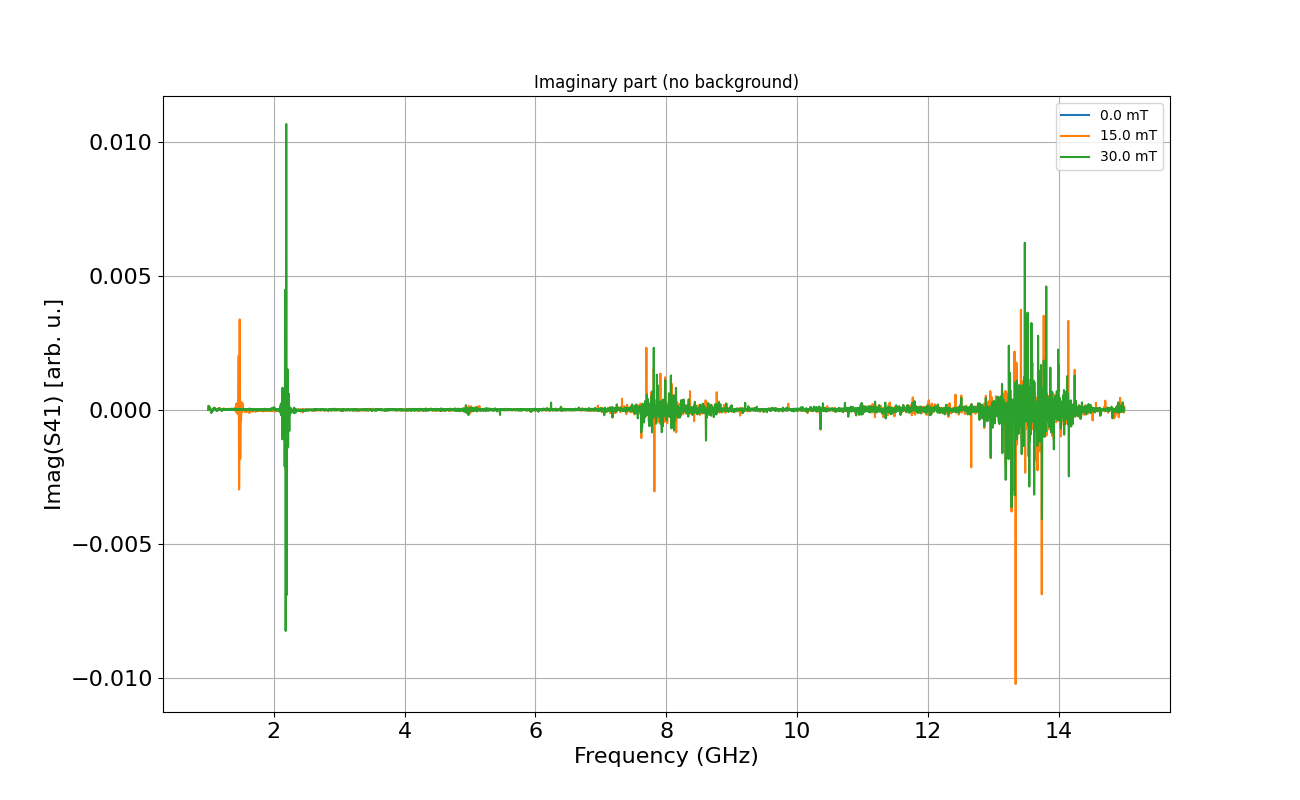 Imaginary part (no background)
0.0 mT
15.0 mT
30.0 mT
0.010
0.005
0.000
−0.005
−0.010
Imag(S41) [arb. u.]
2 4 6 8 10 12 14
Frequency (GHz)